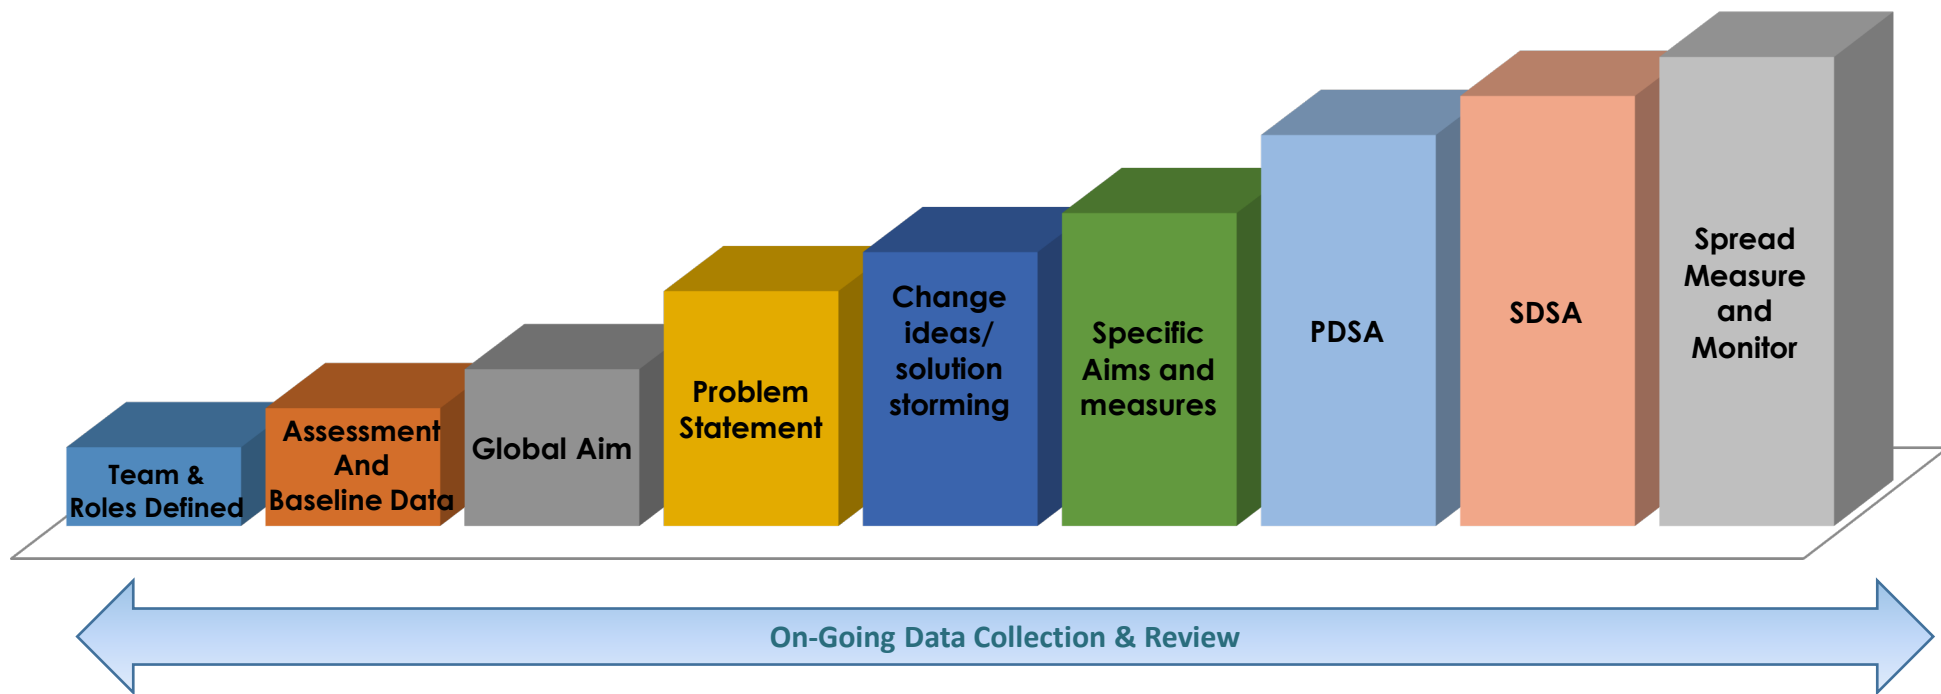 Team &
Roles Defined
Assessment
And
Baseline Data
Global Aim
Problem
Statement
Change
ideas/
solution
storming
Specific
Aims and
measures
PDSA
SDSA
Spread
Measure
and
Monitor
On-Going Data Collection & Review